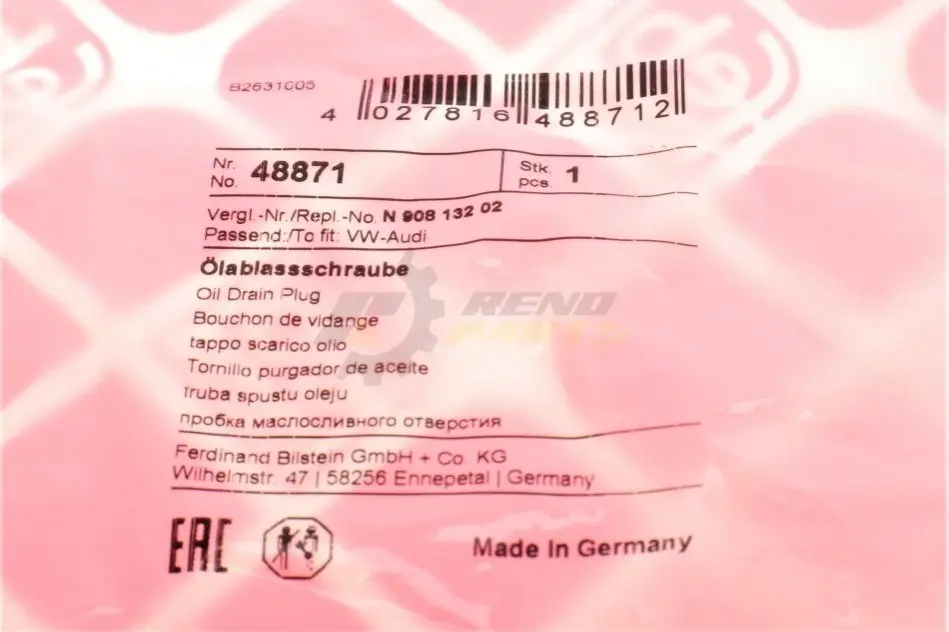 B2631005
4 027816 488712
Nr. No. 48871 Stk. pcs. 1
Vergl.-Nr./Repl.-No. N 908 132 02
Passend:/To fit: VW-Audi
Ölablassschraube
Oil Drain Plug
Bouchon de vidange
tappo scarico olio
Tornillo purgador de aceite
śruba spustu oleju
пробка маслосливного отверстия
Ferdinand Bilstein GmbH + Co. KG
Wilhelmstr. 47 | 58256 Ennepetal | Germany
EAC
Made In Germany
RENO
PARTS